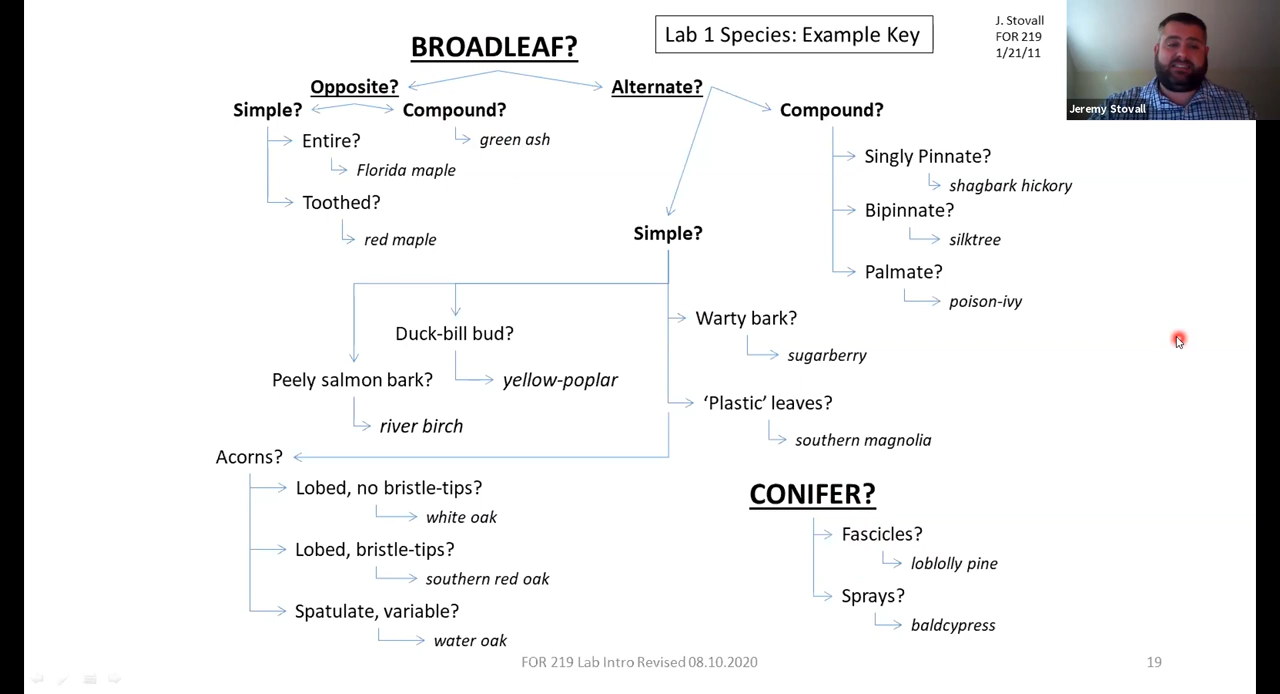 BROADLEAF?
Lab 1 Species: Example Key
J. Stovall
FOR 219
1/21/11
Jeremy Stovall
Opposite?
Alternate?
Simple?
Compound?
Compound?
Entire?
green ash
Florida maple
Singly Pinnate?
shagbark hickory
Toothed?
Bipinnate?
red maple
Simple?
silktree
Palmate?
poison-ivy
Duck-bill bud?
Warty bark?
sugarberry
Peely salmon bark?
yellow-poplar
'Plastic' leaves?
river birch
southern magnolia
Acorns?
Lobed, no bristle-tips?
CONIFER?
white oak
Fascicles?
Lobed, bristle-tips?
loblolly pine
southern red oak
Sprays?
Spatulate, variable?
baldcypress
water oak
FOR 219 Lab Intro Revised 08.10.2020
19